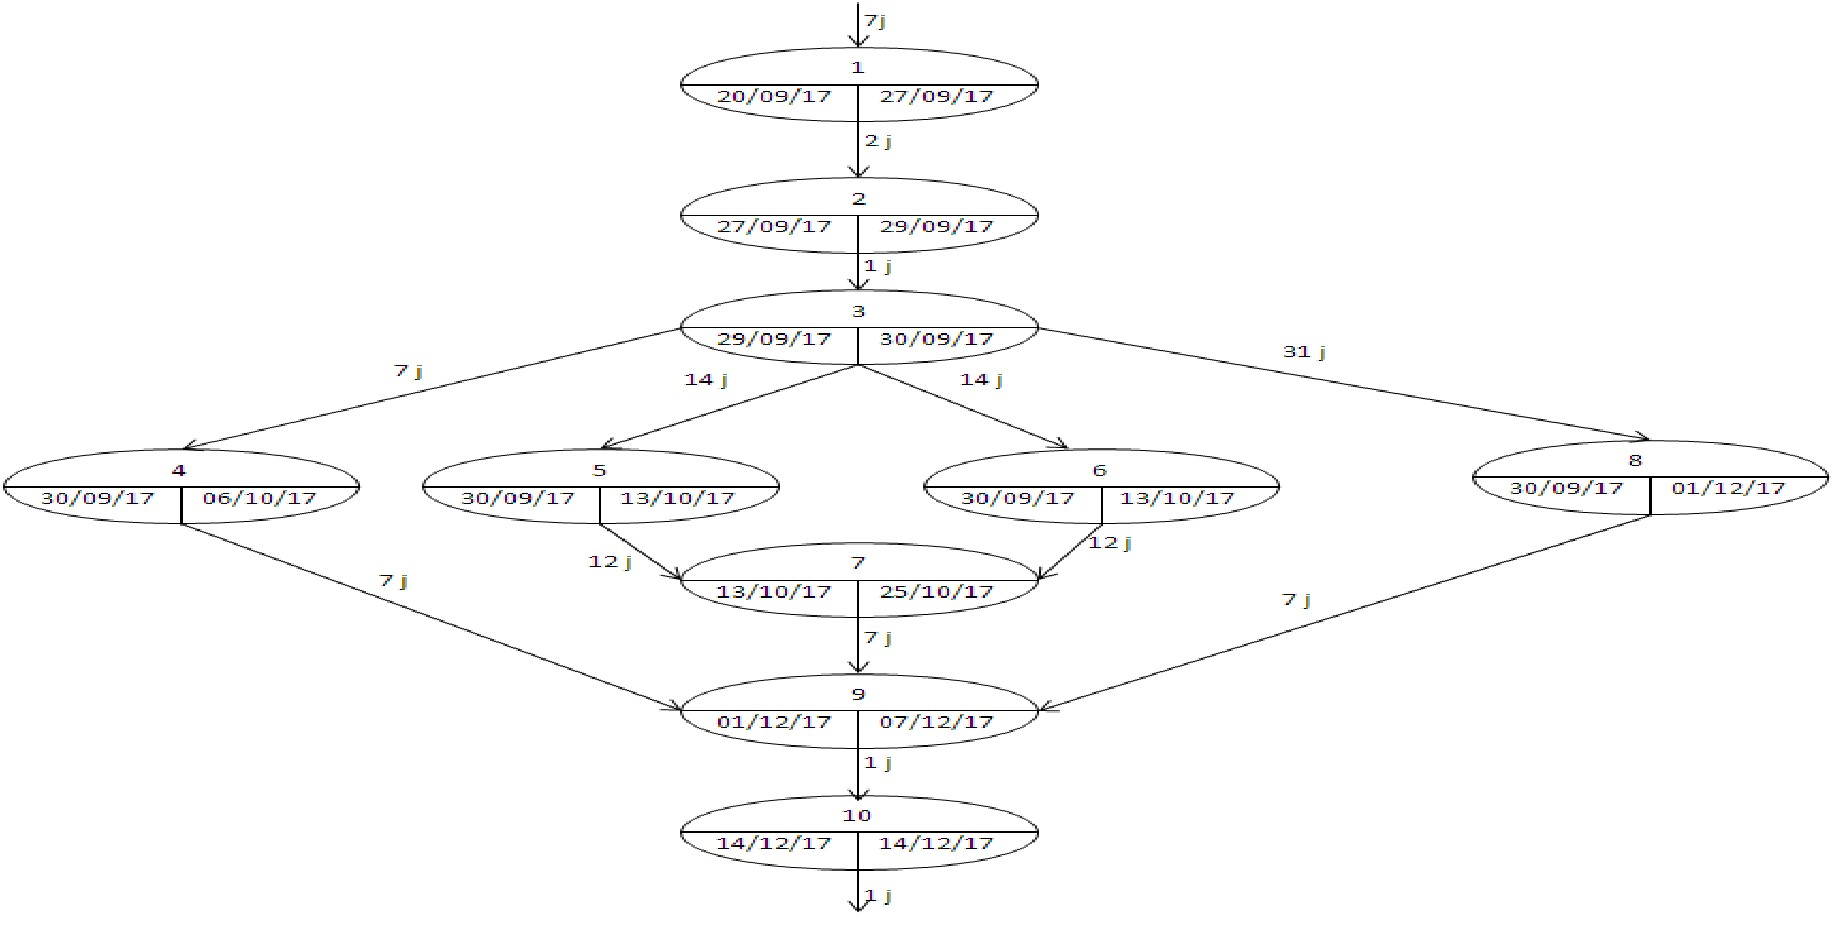 7j
1
20/09/17 27/09/17
2 j
2
27/09/17 29/09/17
1 j
3
29/09/17 30/09/17
7 j
14 j
14 j
31 j
4
30/09/17 06/10/17
5
30/09/17 13/10/17
6
30/09/17 13/10/17
8
30/09/17 01/12/17
12 j
12 j
7
13/10/17 25/10/17
7 j
7 j
7 j
9
01/12/17 07/12/17
1 j
10
14/12/17 14/12/17
1 j